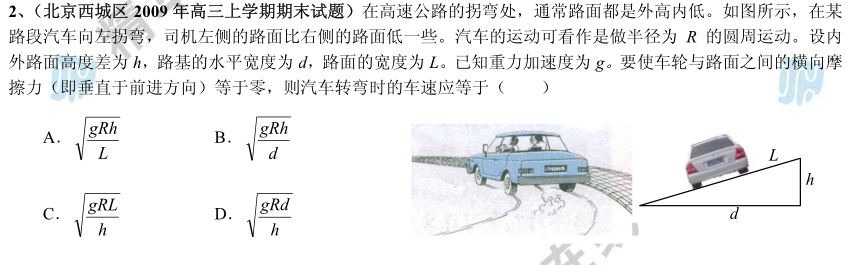 2、（北京西城区 2009 年高三上学期期末试题）在高速公路的拐弯处，通常路面都是外高内低。如图所示，在某
路段汽车向左拐弯，司机左侧的路面比右侧的路面低一些。汽车的运动可看作是做半径为 R 的圆周运动。设内
外路面高度差为 h，路基的水平宽度为 d，路面的宽度为 L。已知重力加速度为 g。要使车轮与路面之间的横向摩
擦力（即垂直于前进方向）等于零，则汽车转弯时的车速应等于（　　）
A. √(gRh/L) B. √(gRh/d)
C. √(gRL/h) D. √(gRd/h)
L
h
d